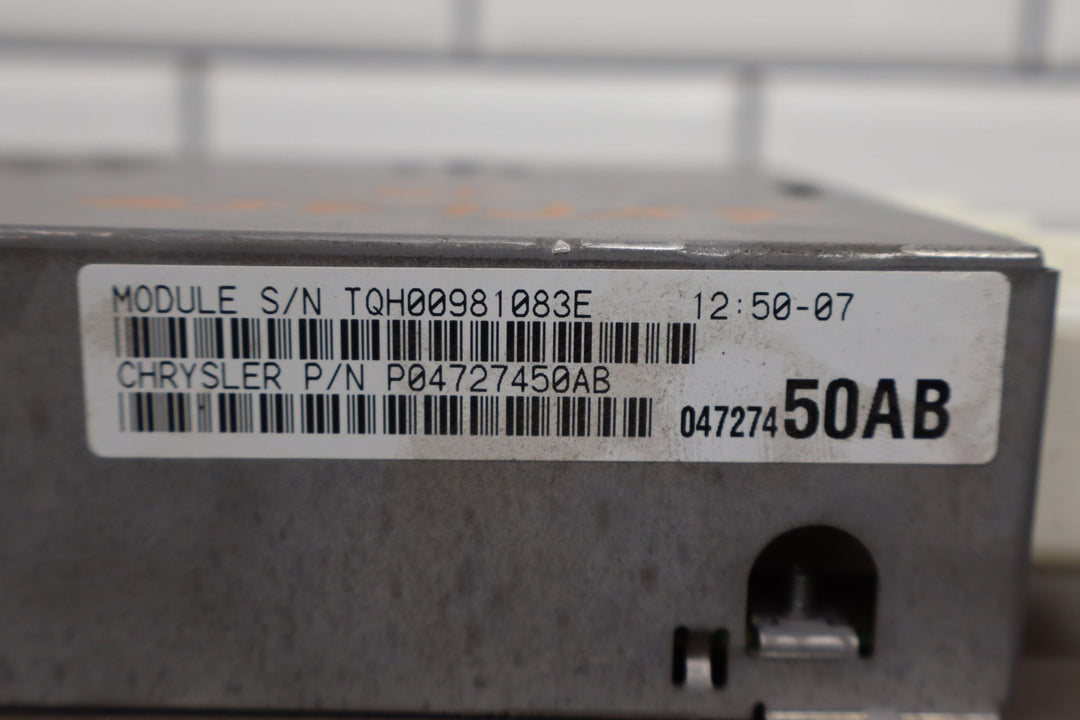 MODULE S/N TQH00981083E 12:50-07
CHRYSLER P/N P04727450AB
04727450AB